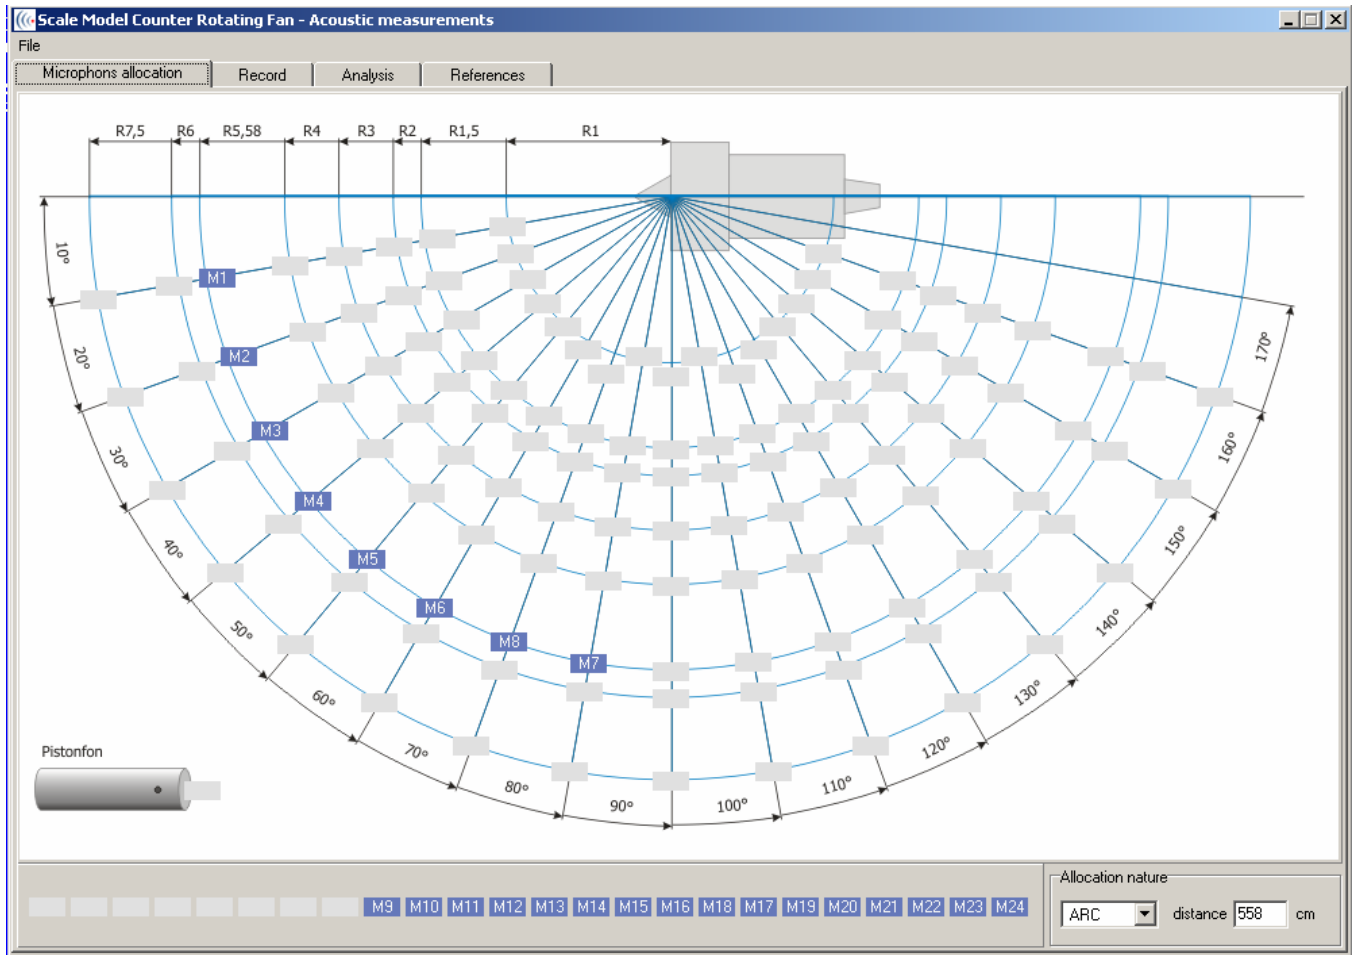 Scale Model Counter Rotating Fan - Acoustic measurements
File
Microphons allocation Record Analysis References
R7,5 R6 R5,58 R4 R3 R2 R1,5 R1
10°
M1
20°
M2
170°
30°
M3
160°
40°
M4
150°
50°
M5
140°
60°
M6
130°
70°
M8
120°
80°
M7
110°
90°
100°
Pistonfon
M9 M10 M11 M12 M13 M14 M15 M16 M18 M17 M19 M20 M21 M22 M23 M24
Allocation nature
ARC distance 558 cm